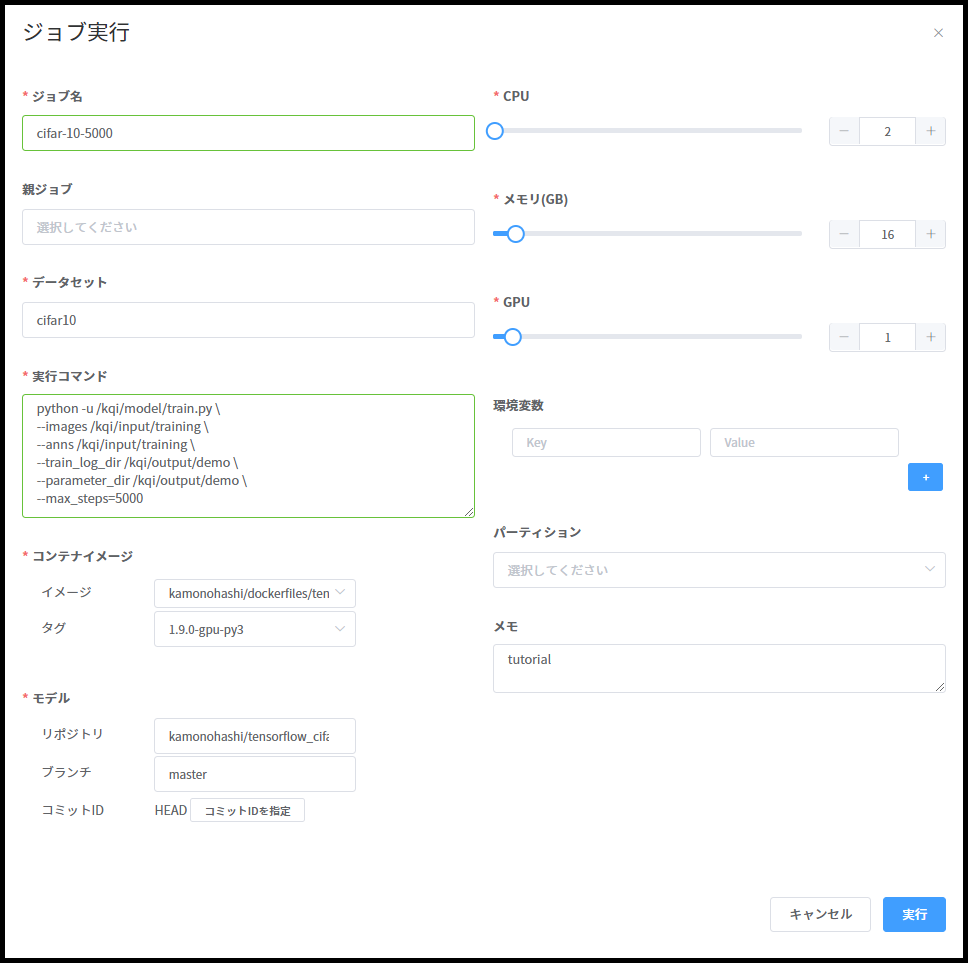 ジョブ実行
×
* ジョブ名
cifar-10-5000
親ジョブ
選択してください
* データセット
cifar10
* 実行コマンド
python -u /kqi/model/train.py \
--images /kqi/input/training \
--anns /kqi/input/training \
--train_log_dir /kqi/output/demo \
--parameter_dir /kqi/output/demo \
--max_steps=5000
* コンテナイメージ
イメージ kamonohashi/dockerfiles/ten
タグ 1.9.0-gpu-py3
* モデル
リポジトリ kamonohashi/tensorflow_cifa
ブランチ master
コミットID HEAD コミットIDを指定
* CPU
− 2 +
* メモリ(GB)
− 16 +
* GPU
− 1 +
環境変数
Key Value
+
パーティション
選択してください
メモ
tutorial
キャンセル 実行